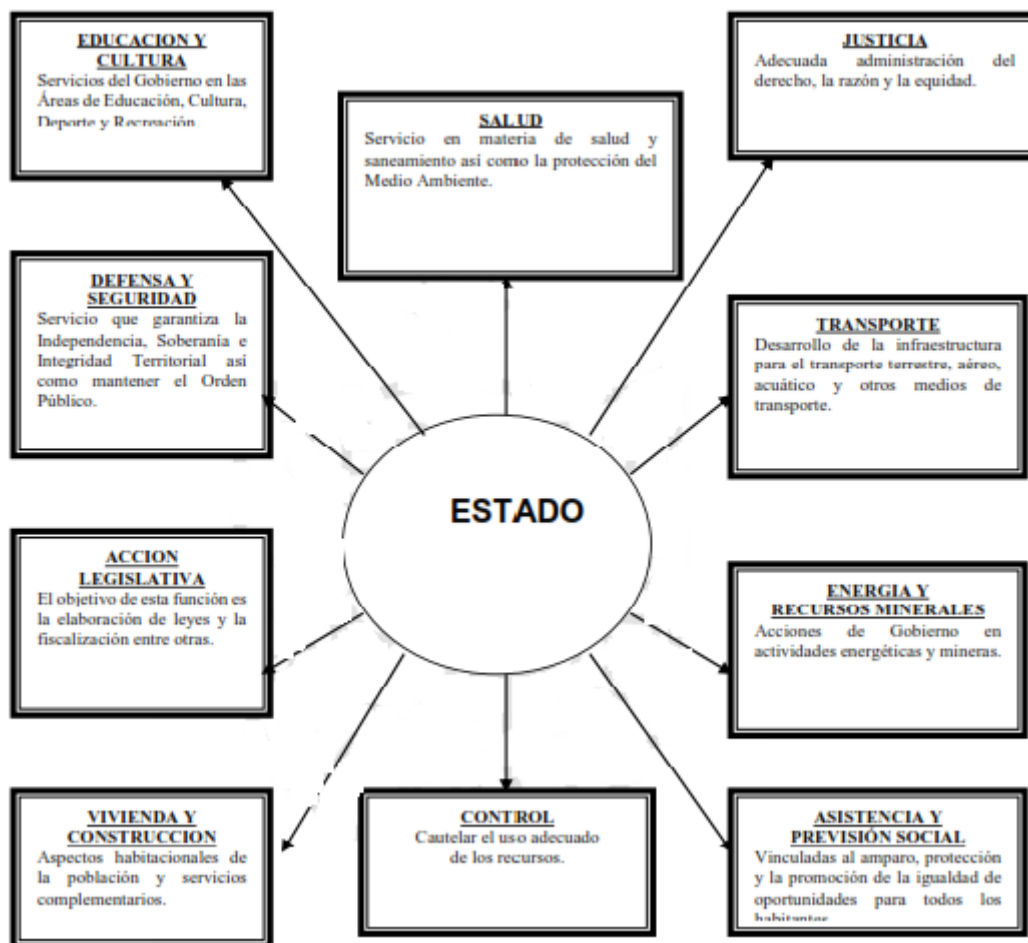 EDUCACION Y
CULTURA
Servicios del Gobierno en las
Áreas de Educación, Cultura,
Deporte y Recreación
SALUD
Servicio en materia de salud y
saneamiento así como la protección del
Medio Ambiente.
JUSTICIA
Adecuada administración del
derecho, la razón y la equidad.
DEFENSA Y
SEGURIDAD
Servicio que garantiza la
Independencia, Soberanía e
Integridad Territorial así
como mantener el Orden
Público.
TRANSPORTE
Desarrollo de la infraestructura
para el transporte terrestre, aéreo,
acuático y otros medios de
transporte.
ESTADO
ACCION
LEGISLATIVA
El objetivo de esta función es
la elaboración de leyes y la
fiscalización entre otras.
ENERGIA Y
RECURSOS MINERALES
Acciones de Gobierno en
actividades energéticas y mineras.
VIVIENDA Y
CONSTRUCCION
Aspectos habitacionales de
la población y servicios
complementarios.
CONTROL
Cautelar el uso adecuado
de los recursos.
ASISTENCIA Y
PREVISIÓN SOCIAL
Vinculadas al amparo, protección
y la promoción de la igualdad de
oportunidades para todos los
habitantes